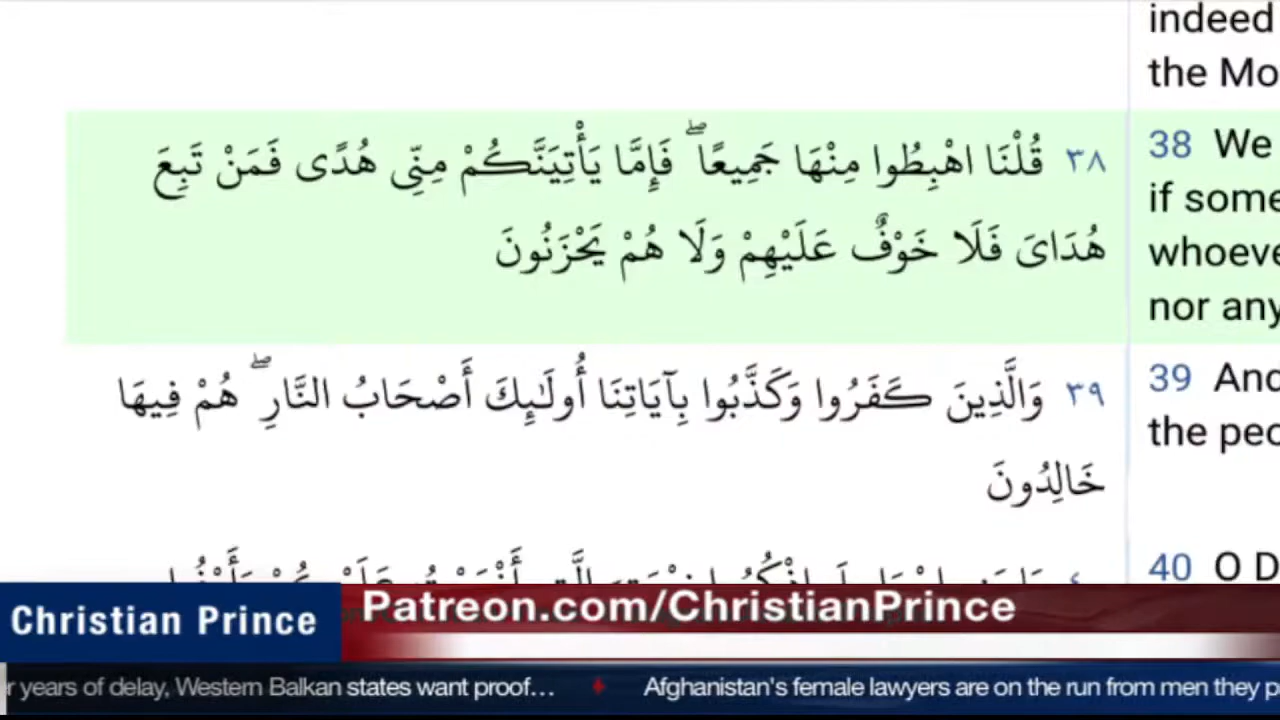 indeed
the Mo
٣٨ قُلْنَا اهْبِطُوا مِنْهَا جَمِيعًا ۖ فَإِمَّا يَأْتِيَنَّكُمْ مِنِّى هُدًى فَمَنْ تَبِعَ
هُدَاىَ فَلَا خَوْفٌ عَلَيْهِمْ وَلَا هُمْ يَحْزَنُونَ
38 We
if some
whoeve
nor any
٣٩ وَالَّذِينَ كَفَرُوا وَكَذَّبُوا بِآيَاتِنَا أُولَٰئِكَ أَصْحَابُ النَّارِ ۖ هُمْ فِيهَا
خَالِدُونَ
39 And
the peo
40 O D
Christian Prince
Patreon.com/ChristianPrince
r years of delay, Western Balkan states want proof... Afghanistan's female lawyers are on the run from men they p